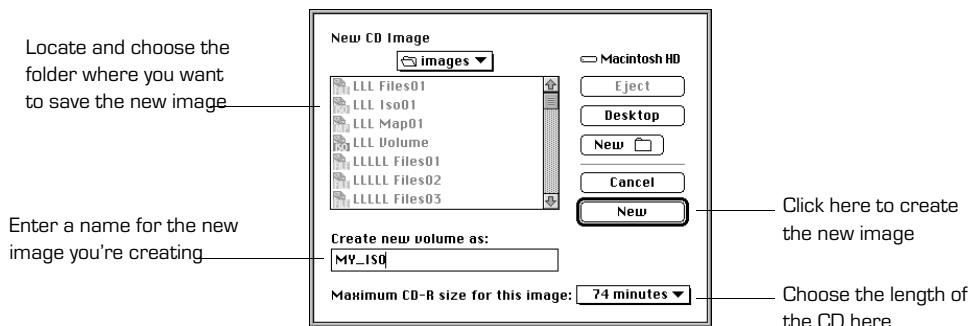 Locate and choose the
folder where you want
to save the new image
Enter a name for the new
image you're creating
New CD Image
images
Macintosh HD
LLL Files01
LLL Iso01
LLL Map01
LLL Volume
LLLLL Files01
LLLLL Files02
LLLLL Files03
Eject
Desktop
New
Cancel
New
Create new volume as:
MY_ISO
Maximum CD-R size for this image: 74 minutes
Click here to create
the new image
Choose the length of
the CD here